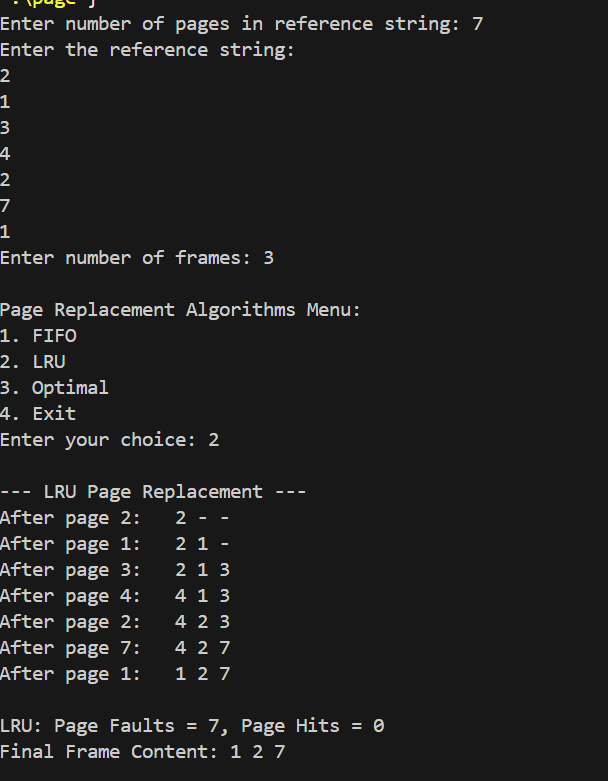 Enter number of pages in reference string: 7
Enter the reference string:
2
1
3
4
2
7
1
Enter number of frames: 3
Page Replacement Algorithms Menu:
1. FIFO
2. LRU
3. Optimal
4. Exit
Enter your choice: 2
--- LRU Page Replacement ---
After page 2:   2 - -
After page 1:   2 1 -
After page 3:   2 1 3
After page 4:   4 1 3
After page 2:   4 2 3
After page 7:   4 2 7
After page 1:   1 2 7
LRU: Page Faults = 7, Page Hits = 0
Final Frame Content: 1 2 7